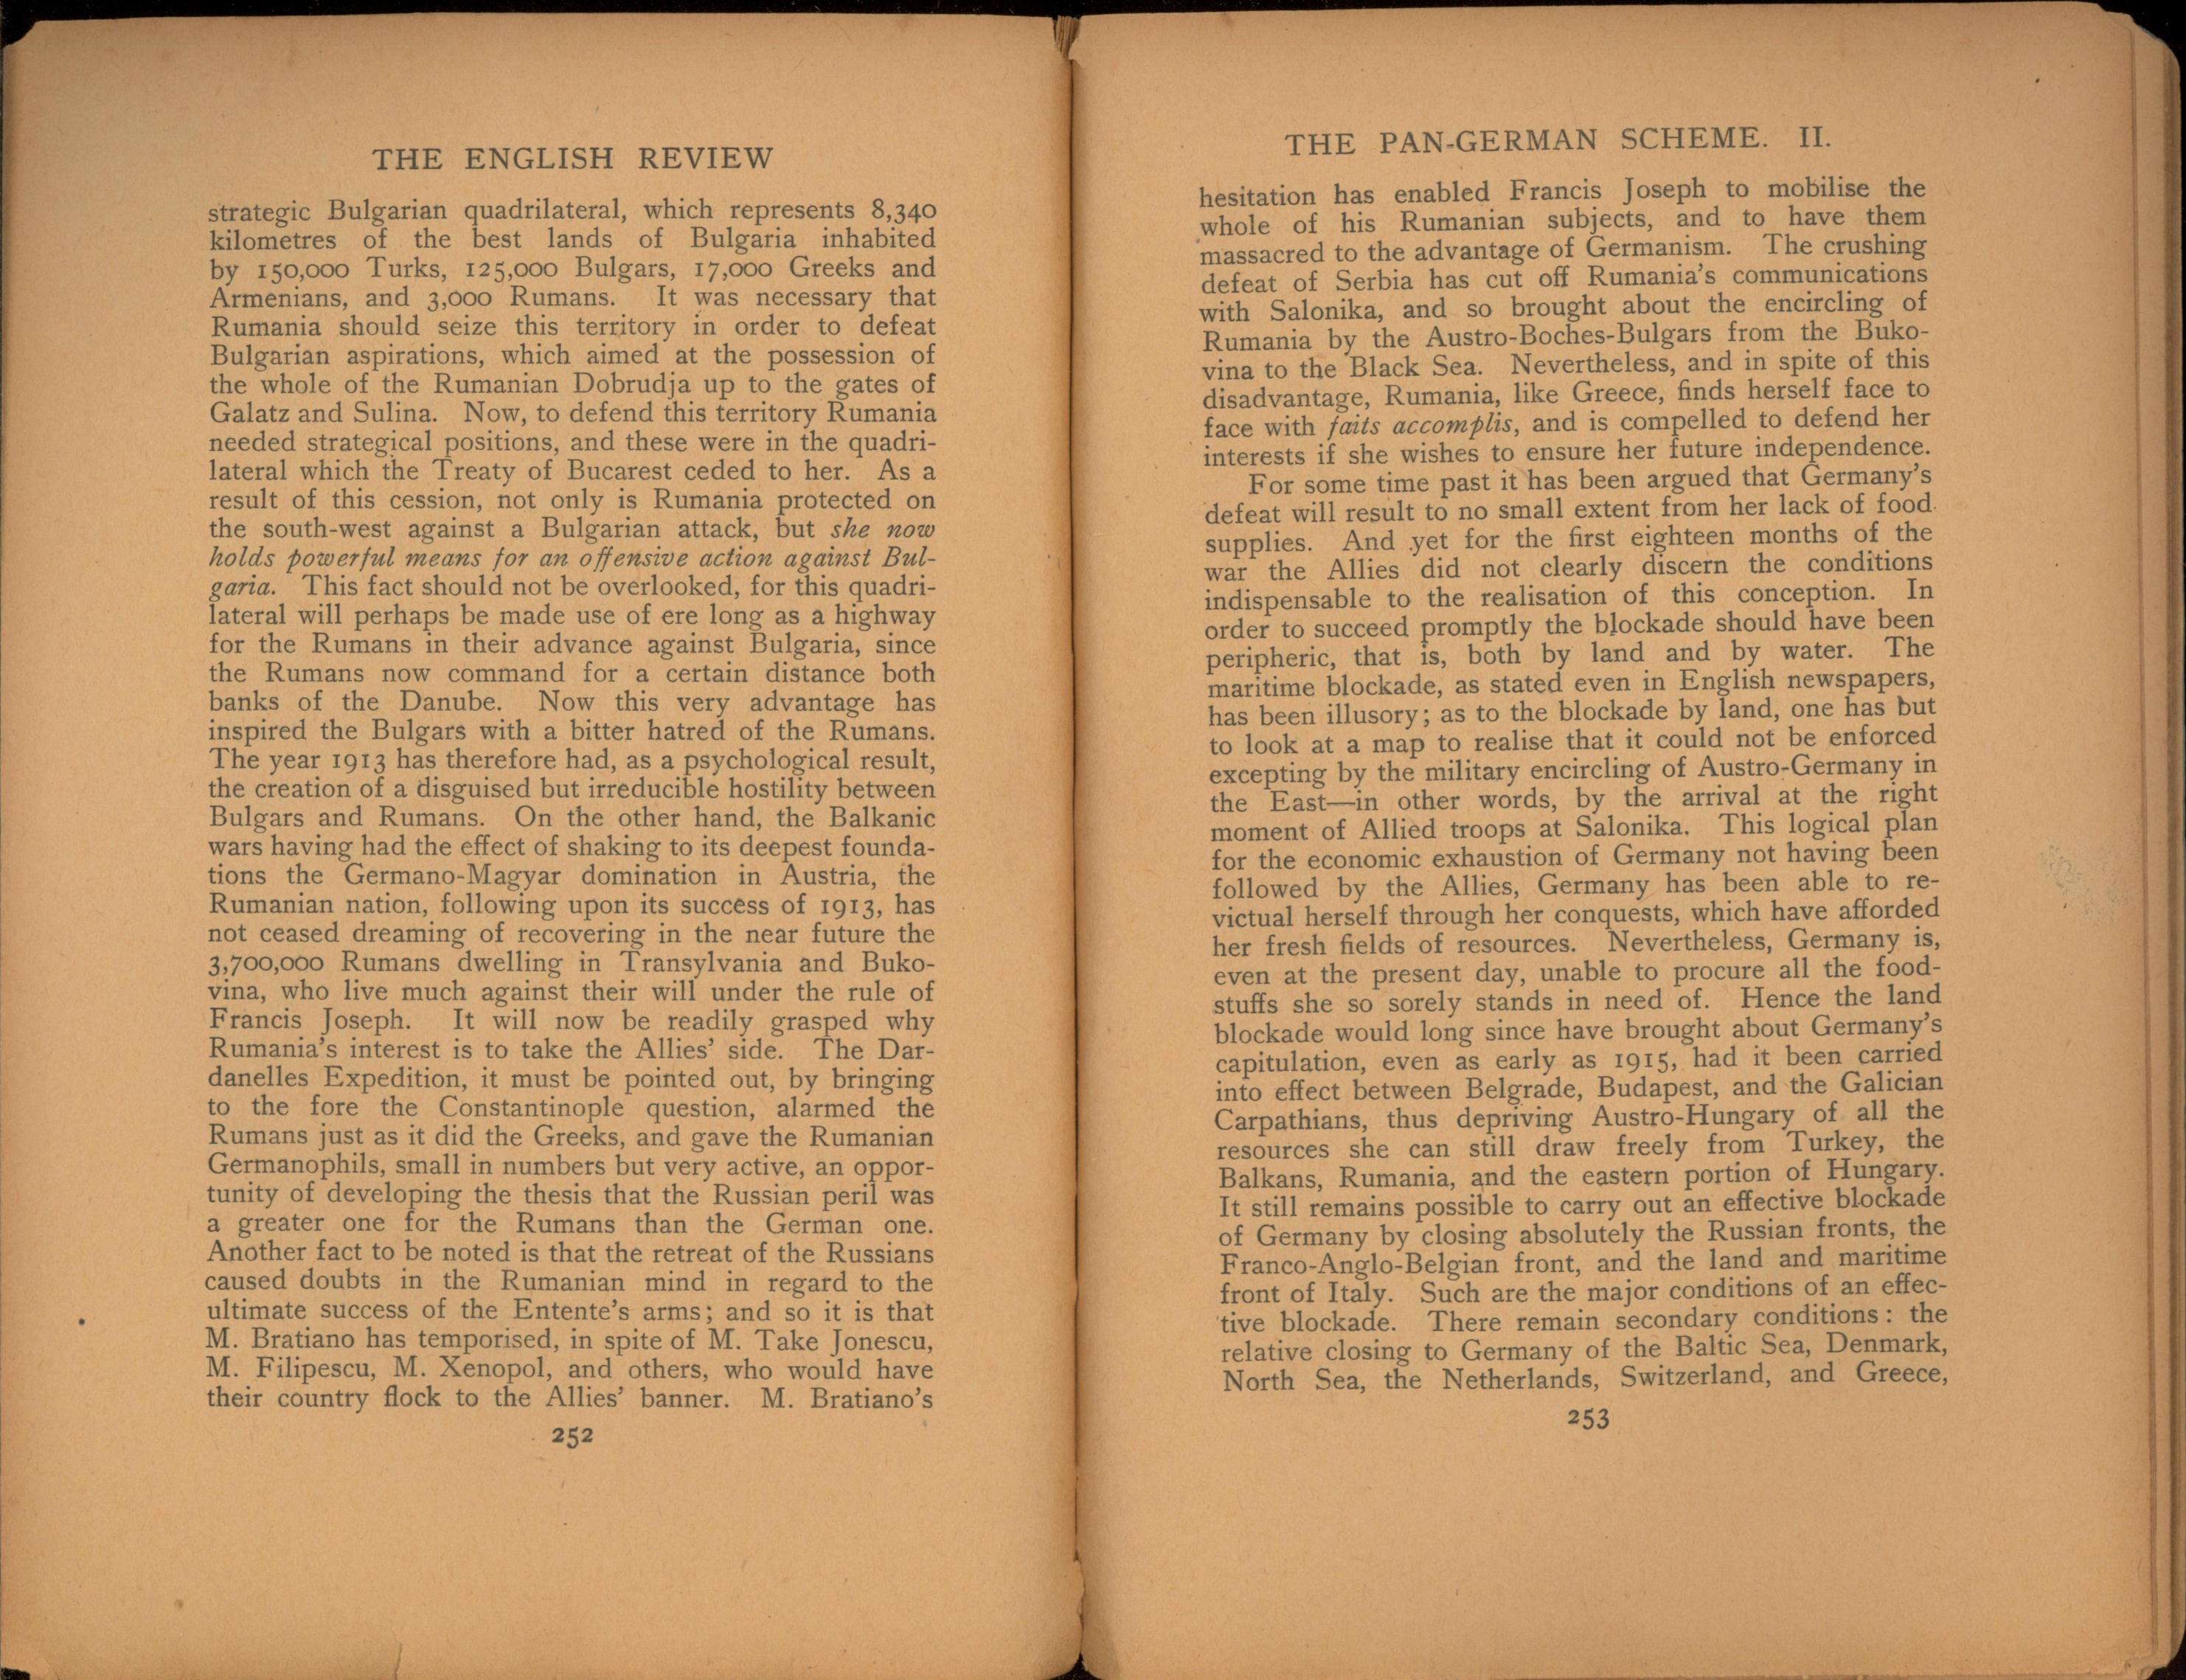 THE ENGLISH REVIEW
strategic Bulgarian quadrilateral, which represents 8,340
kilometres of the best lands of Bulgaria inhabited
by 150,000 Turks, 125,000 Bulgars, 17,000 Greeks and
Armenians, and 3,000 Rumans. It was necessary that
Rumania should seize this territory in order to defeat
Bulgarian aspirations, which aimed at the possession of
the whole of the Rumanian Dobrudja up to the gates of
Galatz and Sulina. Now, to defend this territory Rumania
needed strategical positions, and these were in the quadri-
lateral which the Treaty of Bucarest ceded to her. As a
result of this cession, not only is Rumania protected on
the south-west against a Bulgarian attack, but she now
holds powerful means for an offensive action against Bul-
garia. This fact should not be overlooked, for this quadri-
lateral will perhaps be made use of ere long as a highway
for the Rumans in their advance against Bulgaria, since
the Rumans now command for a certain distance both
banks of the Danube. Now this very advantage has
inspired the Bulgars with a bitter hatred of the Rumans.
The year 1913 has therefore had, as a psychological result,
the creation of a disguised but irreducible hostility between
Bulgars and Rumans. On the other hand, the Balkanic
wars having had the effect of shaking to its deepest founda-
tions the Germano-Magyar domination in Austria, the
Rumanian nation, following upon its success of 1913, has
not ceased dreaming of recovering in the near future the
3,700,000 Rumans dwelling in Transylvania and Buko-
vina, who live much against their will under the rule of
Francis Joseph. It will now be readily grasped why
Rumania's interest is to take the Allies' side. The Dar-
danelles Expedition, it must be pointed out, by bringing
to the fore the Constantinople question, alarmed the
Rumans just as it did the Greeks, and gave the Rumanian
Germanophils, small in numbers but very active, an oppor-
tunity of developing the thesis that the Russian peril was
a greater one for the Rumans than the German one.
Another fact to be noted is that the retreat of the Russians
caused doubts in the Rumanian mind in regard to the
ultimate success of the Entente's arms; and so it is that
M. Bratiano has temporised, in spite of M. Take Jonescu,
M. Filipescu, M. Xenopol, and others, who would have
their country flock to the Allies' banner. M. Bratiano's
252
THE PAN-GERMAN SCHEME. II.
hesitation has enabled Francis Joseph to mobilise the
whole of his Rumanian subjects, and to have them
massacred to the advantage of Germanism. The crushing
defeat of Serbia has cut off Rumania's communications
with Salonika, and so brought about the encircling of
Rumania by the Austro-Boches-Bulgars from the Buko-
vina to the Black Sea. Nevertheless, and in spite of this
disadvantage, Rumania, like Greece, finds herself face to
face with faits accomplis, and is compelled to defend her
interests if she wishes to ensure her future independence.
For some time past it has been argued that Germany's
defeat will result to no small extent from her lack of food
supplies. And yet for the first eighteen months of the
war the Allies did not clearly discern the conditions
indispensable to the realisation of this conception. In
order to succeed promptly the blockade should have been
peripheric, that is, both by land and by water. The
maritime blockade, as stated even in English newspapers,
has been illusory; as to the blockade by land, one has but
to look at a map to realise that it could not be enforced
excepting by the military encircling of Austro-Germany in
the East—in other words, by the arrival at the right
moment of Allied troops at Salonika. This logical plan
for the economic exhaustion of Germany not having been
followed by the Allies, Germany has been able to re-
victual herself through her conquests, which have afforded
her fresh fields of resources. Nevertheless, Germany is,
even at the present day, unable to procure all the food-
stuffs she so sorely stands in need of. Hence the land
blockade would long since have brought about Germany's
capitulation, even as early as 1915, had it been carried
into effect between Belgrade, Budapest, and the Galician
Carpathians, thus depriving Austro-Hungary of all the
resources she can still draw freely from Turkey, the
Balkans, Rumania, and the eastern portion of Hungary.
It still remains possible to carry out an effective blockade
of Germany by closing absolutely the Russian fronts, the
Franco-Anglo-Belgian front, and the land and maritime
front of Italy. Such are the major conditions of an effec-
tive blockade. There remain secondary conditions: the
relative closing to Germany of the Baltic Sea, Denmark,
North Sea, the Netherlands, Switzerland, and Greece,
253